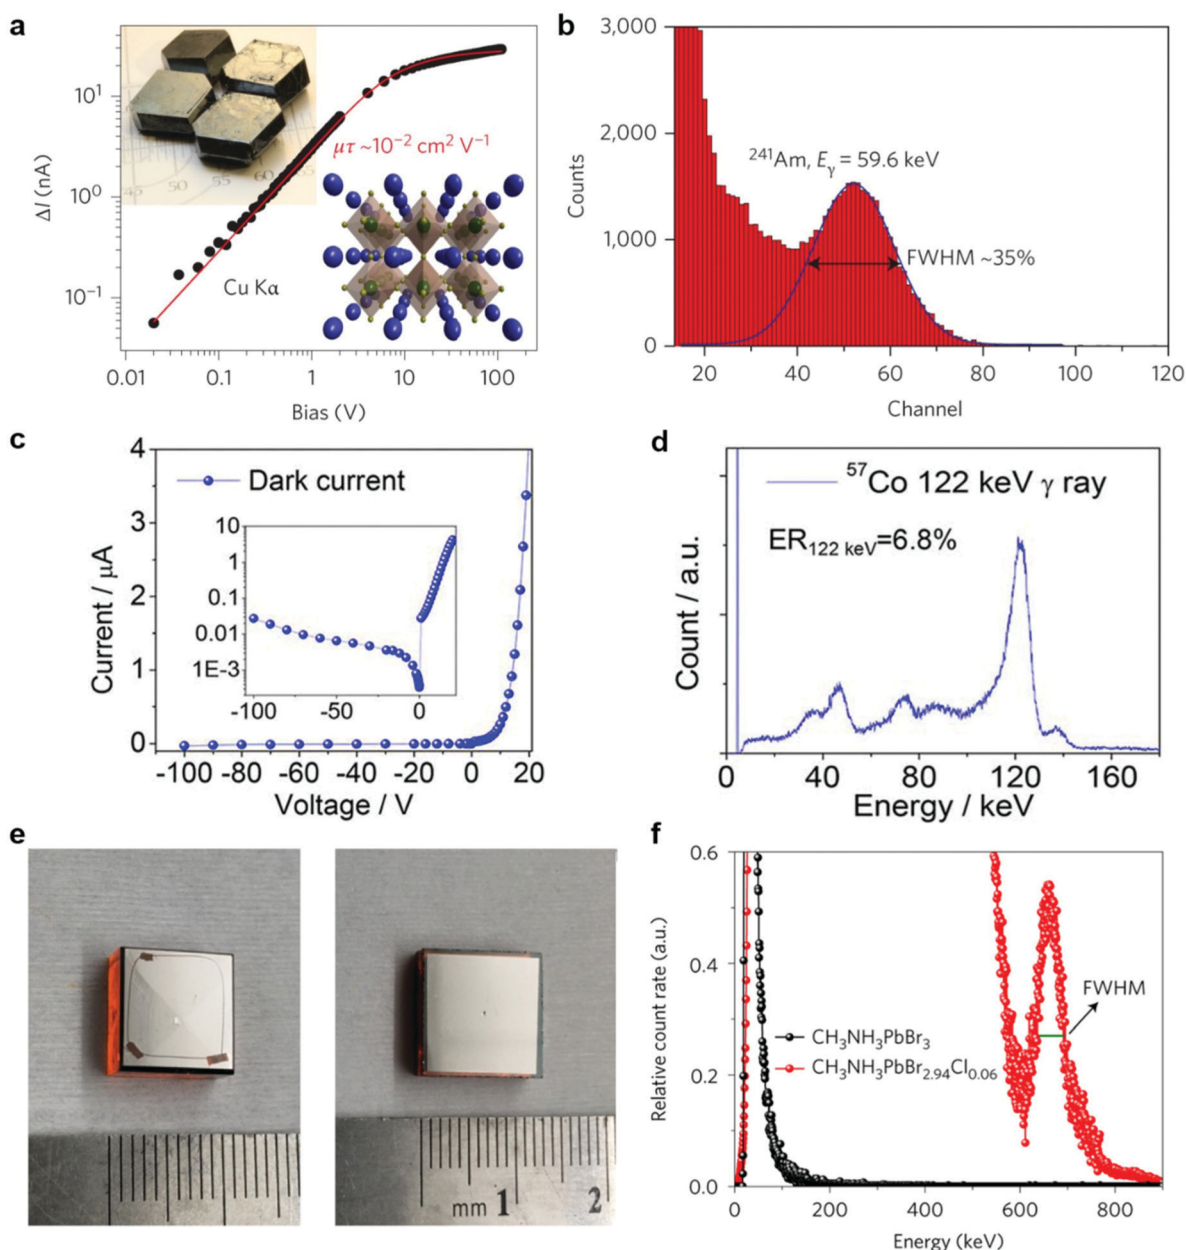 a
ΔI (nA)
10¹
10⁰
10⁻¹
μτ ~10⁻² cm² V⁻¹
Cu Kα
45 50 55 60 65
0.01 0.1 1 10 100
Bias (V)
b
Counts
3,000
2,000
1,000
0
²⁴¹Am, Eγ = 59.6 keV
FWHM ~35%
20 40 60 80 100 120
Channel
c
Current / μA
4
3
2
1
0
Dark current
10
1
0.1
0.01
1E-3
-100 -50 0
-100 -80 -60 -40 -20 0 20
Voltage / V
d
Count / a.u.
⁵⁷Co 122 keV γ ray
ER₁₂₂ ₖₑV=6.8%
0 40 80 120 160
Energy / keV
e
mm 1 2
f
Relative count rate (a.u.)
0.6
0.4
0.2
0.0
FWHM
CH₃NH₃PbBr₃
CH₃NH₃PbBr₂.₉₄Cl₀.₀₆
0 200 400 600 800
Energy (keV)